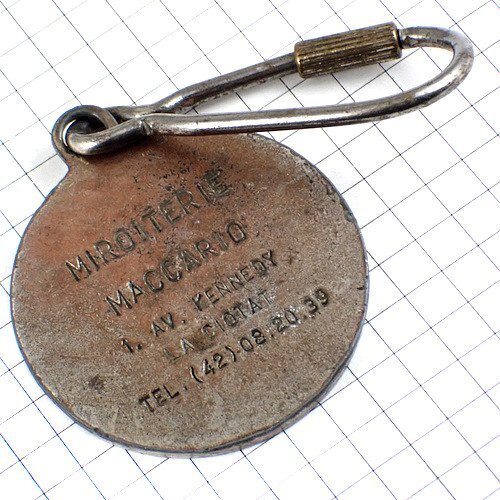 MIROITERIE
MACCARIO
1. AV. KENNEDY
LA CIOTAT
TEL. (42).08.20.39